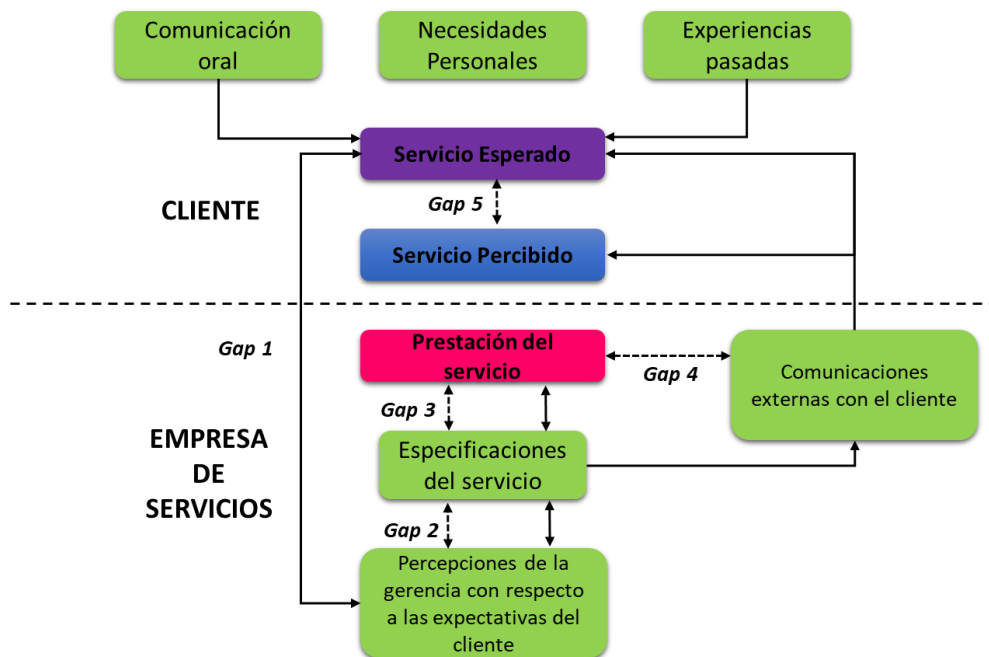 Comunicación
oral
Necesidades
Personales
Experiencias
pasadas
Servicio Esperado
Gap 5
CLIENTE
Servicio Percibido
Gap 1
Prestación del
servicio
Gap 4
Comunicaciones
externas con el cliente
Gap 3
EMPRESA
DE
SERVICIOS
Especificaciones
del servicio
Gap 2
Percepciones de la
gerencia con respecto
a las expectativas del
cliente